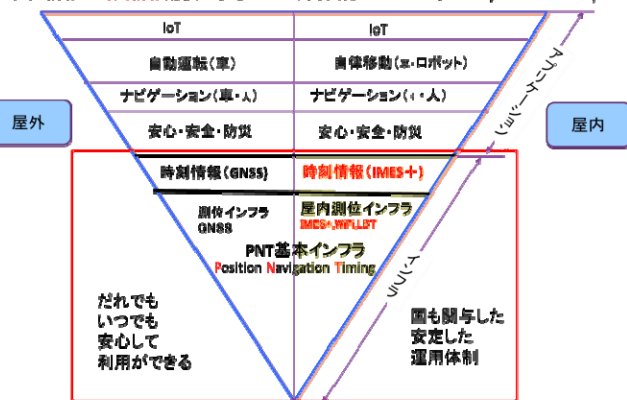 IoT
IoT
自動運転(車)
自律移動(車・ロボット)
ナビゲーション(車・人)
ナビゲーション(・人)
安心・安全・防災
安心・安全・防災
屋外
屋内
アプリケーション
時刻情報(GNSS)
時刻情報(IMES+)
測位インフラ
GNSS
屋内測位インフラ
IMES+,WiFi,
PNT基本インフラ
Position Navigation Timing
インフラ
だれでも
いつでも
安心して
利用ができる
国も関与した
安定した
運用体制